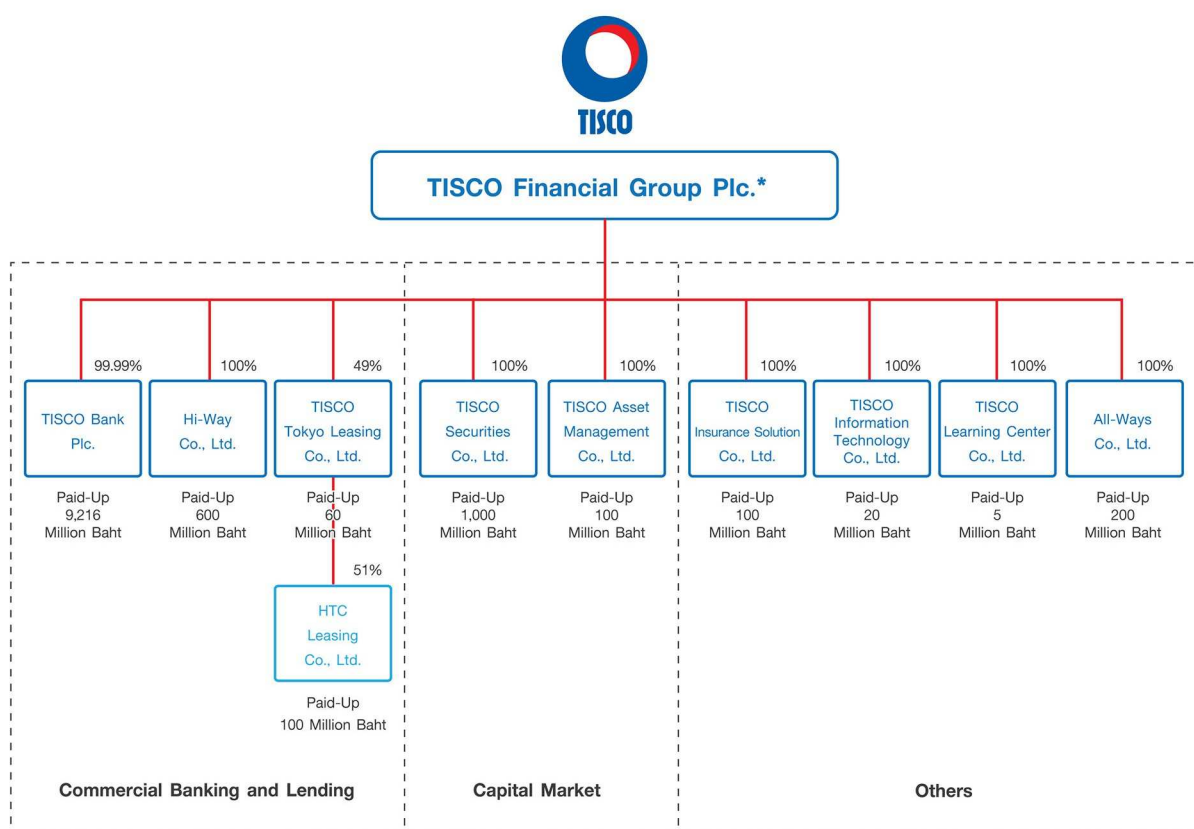 TISCO
TISCO Financial Group Plc.*
99.99%
TISCO Bank
Plc.
Paid-Up
9,216
Million Baht
100%
Hi-Way
Co., Ltd.
Paid-Up
600
Million Baht
49%
TISCO
Tokyo Leasing
Co., Ltd.
Paid-Up
60
Million Baht
51%
HTC
Leasing
Co., Ltd.
Paid-Up
100 Million Baht
Commercial Banking and Lending
100%
TISCO
Securities
Co., Ltd.
Paid-Up
1,000
Million Baht
100%
TISCO Asset
Management
Co., Ltd.
Paid-Up
100
Million Baht
Capital Market
100%
TISCO
Insurance Solution
Co., Ltd.
Paid-Up
100
Million Baht
100%
TISCO
Information
Technology
Co., Ltd.
Paid-Up
20
Million Baht
100%
TISCO
Learning Center
Co., Ltd.
Paid-Up
5
Million Baht
100%
All-Ways
Co., Ltd.
Paid-Up
200
Million Baht
Others